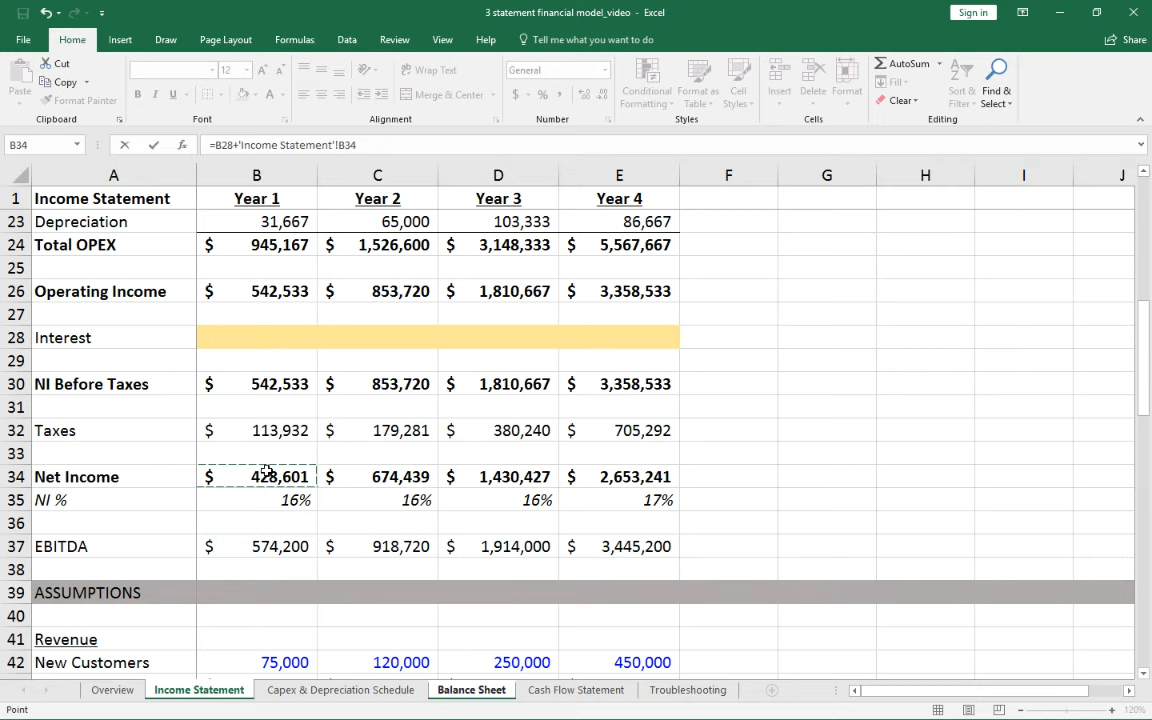 3 statement financial model_video - Excel
Sign in
File Home Insert Draw Page Layout Formulas Data Review View Help Tell me what you want to do Share
Paste
Cut
Copy
Format Painter
Clipboard
12
Font
Wrap Text
Merge & Center
Alignment
General
$ % ,
Number
Conditional Formatting
Format as Table
Cell Styles
Styles
Insert Delete Format
Cells
AutoSum
Fill
Clear
Sort & Filter
Find & Select
Editing
B34 fx =B28+'Income Statement'!B34
A B C D E F G H I J
1 Income Statement Year 1 Year 2 Year 3 Year 4
23 Depreciation 31,667 65,000 103,333 86,667
24 Total OPEX $ 945,167 $ 1,526,600 $ 3,148,333 $ 5,567,667
25
26 Operating Income $ 542,533 $ 853,720 $ 1,810,667 $ 3,358,533
27
28 Interest
29
30 NI Before Taxes $ 542,533 $ 853,720 $ 1,810,667 $ 3,358,533
31
32 Taxes $ 113,932 $ 179,281 $ 380,240 $ 705,292
33
34 Net Income $ 428,601 $ 674,439 $ 1,430,427 $ 2,653,241
35 NI % 16% 16% 16% 17%
36
37 EBITDA $ 574,200 $ 918,720 $ 1,914,000 $ 3,445,200
38
39 ASSUMPTIONS
40
41 Revenue
42 New Customers 75,000 120,000 250,000 450,000
Overview Income Statement Capex & Depreciation Schedule Balance Sheet Cash Flow Statement Troubleshooting
Point 120%